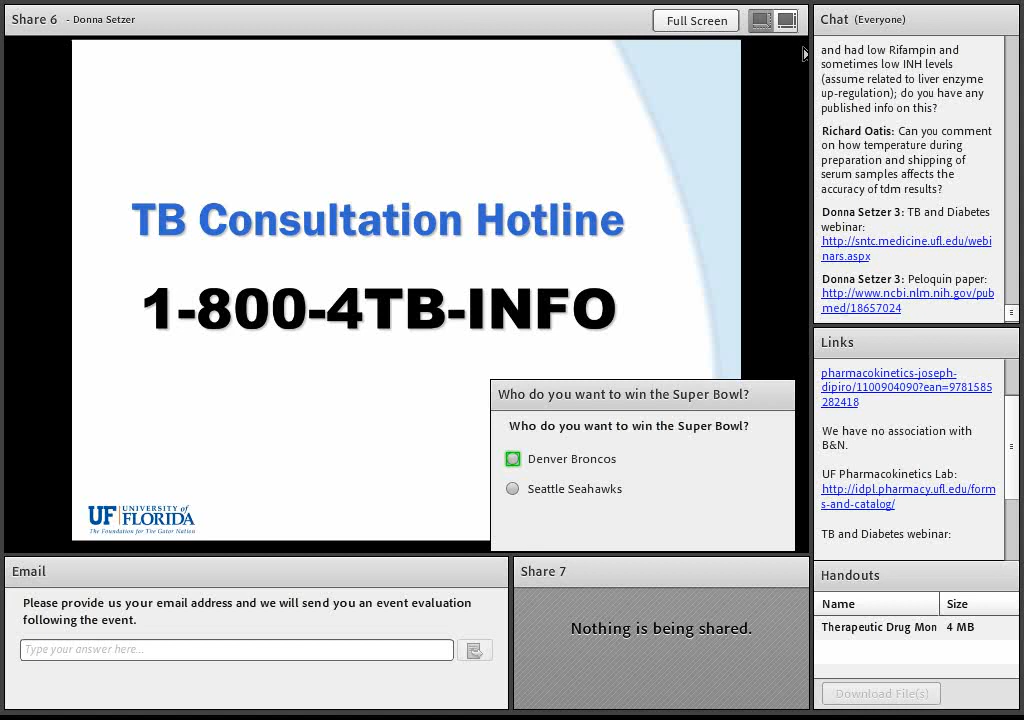 Share 6 - Donna Setzer
Full Screen
TB Consultation Hotline
1-800-4TB-INFO
UF UNIVERSITY of
FLORIDA
The Foundation for The Gator Nation
Who do you want to win the Super Bowl?
Who do you want to win the Super Bowl?
Denver Broncos
Seattle Seahawks
Email
Please provide us your email address and we will send you an event evaluation
following the event.
Type your answer here...
Share 7
Nothing is being shared.
Chat (Everyone)
and had low Rifampin and
sometimes low INH levels
(assume related to liver enzyme
up-regulation); do you have any
published info on this?
Richard Oatis: Can you comment
on how temperature during
preparation and shipping of
serum samples affects the
accuracy of tdm results?
Donna Setzer 3: TB and Diabetes
webinar:
http://sntc.medicine.ufl.edu/webi
nars.aspx
Donna Setzer 3: Peloquin paper:
http://www.ncbi.nlm.nih.gov/pub
med/18657024
Links
pharmacokinetics-joseph-
dipiro/1100904090?ean=9781585
282418
We have no association with
B&N.
UF Pharmacokinetics Lab:
http://idpl.pharmacy.ufl.edu/form
s-and-catalog/
TB and Diabetes webinar:
Handouts
Name Size
Therapeutic Drug Mon 4 MB
Download File(s)